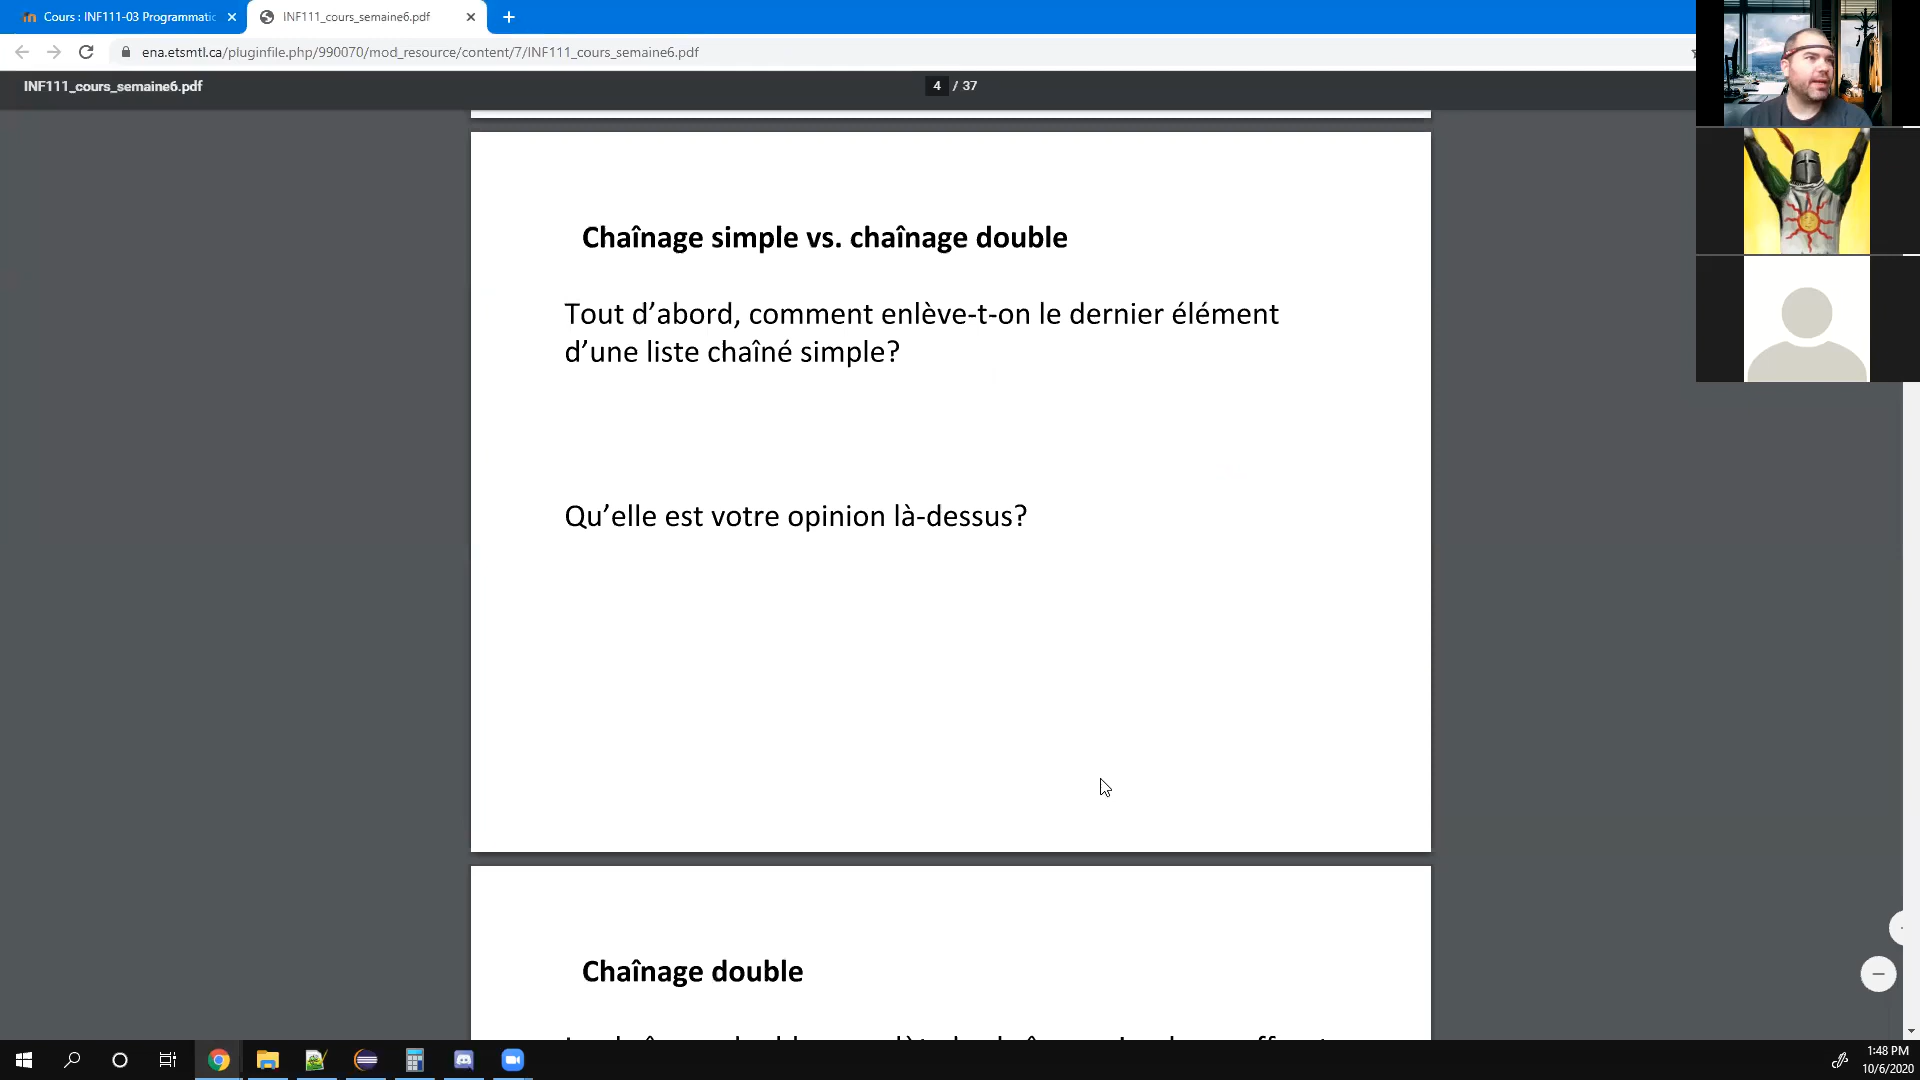 Cours : INF111-03 Programmatic
INF111_cours_semaine6.pdf
ena.etsmtl.ca/pluginfile.php/990070/mod_resource/content/7/INF111_cours_semaine6.pdf
INF111_cours_semaine6.pdf
4 / 37
Chaînage simple vs. chaînage double
Tout d’abord, comment enlève-t-on le dernier élément
d’une liste chaîné simple?
Qu’elle est votre opinion là-dessus?
Chaînage double
1:48 PM
10/6/2020